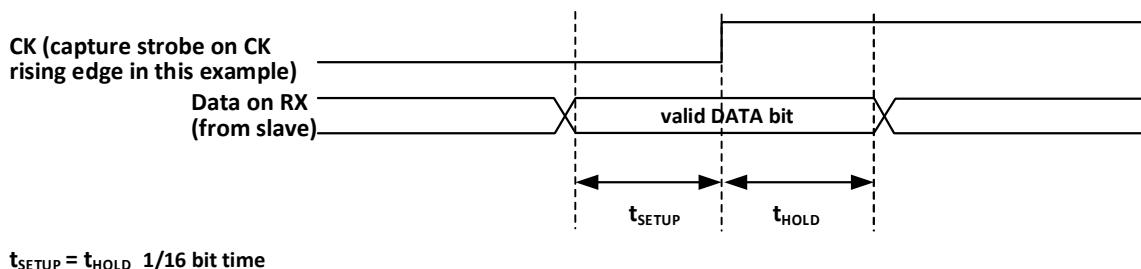 CK (capture strobe on CK
rising edge in this example)
Data on RX
(from slave)
valid DATA bit
tSETUP
tHOLD
tSETUP = tHOLD 1/16 bit time